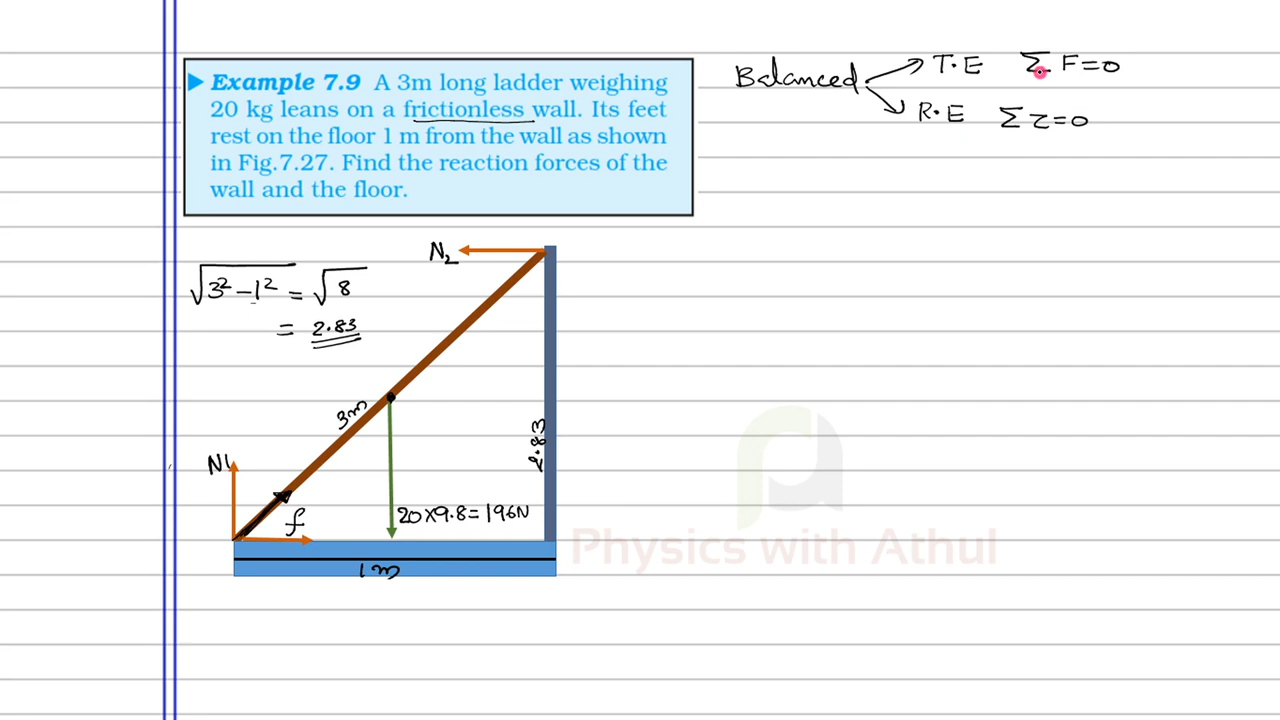 Example 7.9 A 3m long ladder weighing
20 kg leans on a frictionless wall. Its feet
rest on the floor 1 m from the wall as shown
in Fig.7.27. Find the reaction forces of the
wall and the floor.
Balanced
T.E Σ F=0
R.E Σ τ=0
√3²-1² = √8
= 2.83
N₂
3m
2.83
N1
f
20×9.8=196N
1m
Physics with Athul